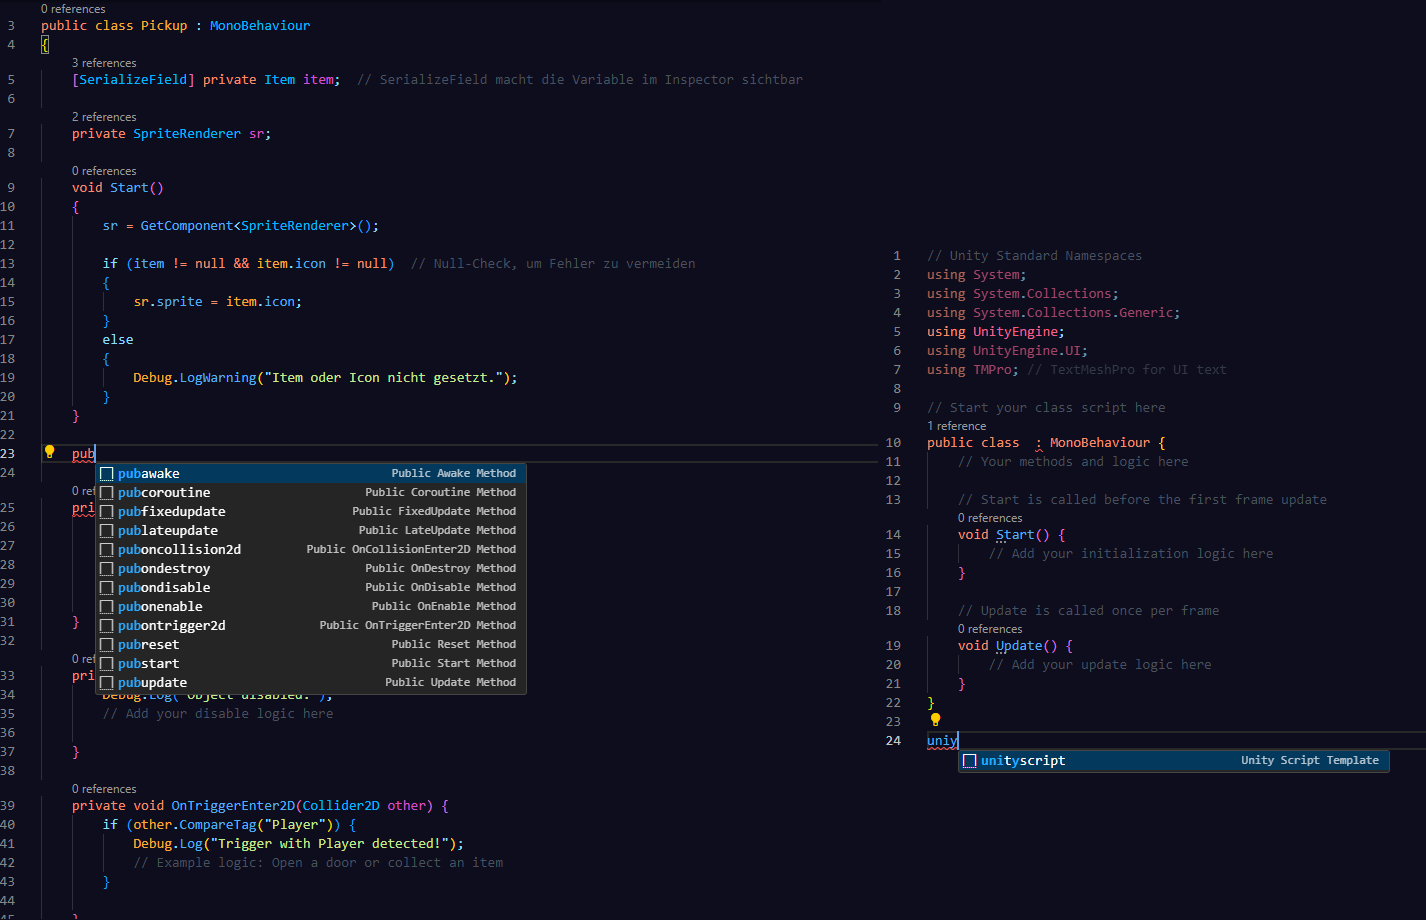 0 references
3 public class Pickup : MonoBehaviour
4 {
3 references
5 [SerializeField] private Item item;  // SerializeField macht die Variable im Inspector sichtbar
6
2 references
7 private SpriteRenderer sr;
8
0 references
9 void Start()
10 {
11 sr = GetComponent<SpriteRenderer>();
12
13 if (item != null && item.icon != null)  // Null-Check, um Fehler zu vermeiden
14 {
15 sr.sprite = item.icon;
16 }
17 else
18 {
19 Debug.LogWarning("Item oder Icon nicht gesetzt.");
20 }
21 }
22
23 pub
24 pubawake Public Awake Method
0 ref pubcoroutine Public Coroutine Method
25 pri pubfixedupdate Public FixedUpdate Method
26 publateupdate Public LateUpdate Method
27 puboncollision2d Public OnCollisionEnter2D Method
28 pubondestroy Public OnDestroy Method
29 pubondisable Public OnDisable Method
30 pubonenable Public OnEnable Method
31 } pubontrigger2d Public OnTriggerEnter2D Method
32 pubreset Public Reset Method
0 ref pubstart Public Start Method
33 pri pubupdate Public Update Method
34 Debug.Log("Object disabled.");
35 // Add your disable logic here
36
37 }
38
0 references
39 private void OnTriggerEnter2D(Collider2D other) {
40 if (other.CompareTag("Player")) {
41 Debug.Log("Trigger with Player detected!");
42 // Example logic: Open a door or collect an item
43 }
44
45 }
1 // Unity Standard Namespaces
2 using System;
3 using System.Collections;
4 using System.Collections.Generic;
5 using UnityEngine;
6 using UnityEngine.UI;
7 using TMPro; // TextMeshPro for UI text
8
9 // Start your class script here
1 reference
10 public class  : MonoBehaviour {
11 // Your methods and logic here
12
13 // Start is called before the first frame update
0 references
14 void Start() {
15 // Add your initialization logic here
16 }
17
18 // Update is called once per frame
0 references
19 void Update() {
20 // Add your update logic here
21 }
22 }
23
24 uniy
unityscript Unity Script Template